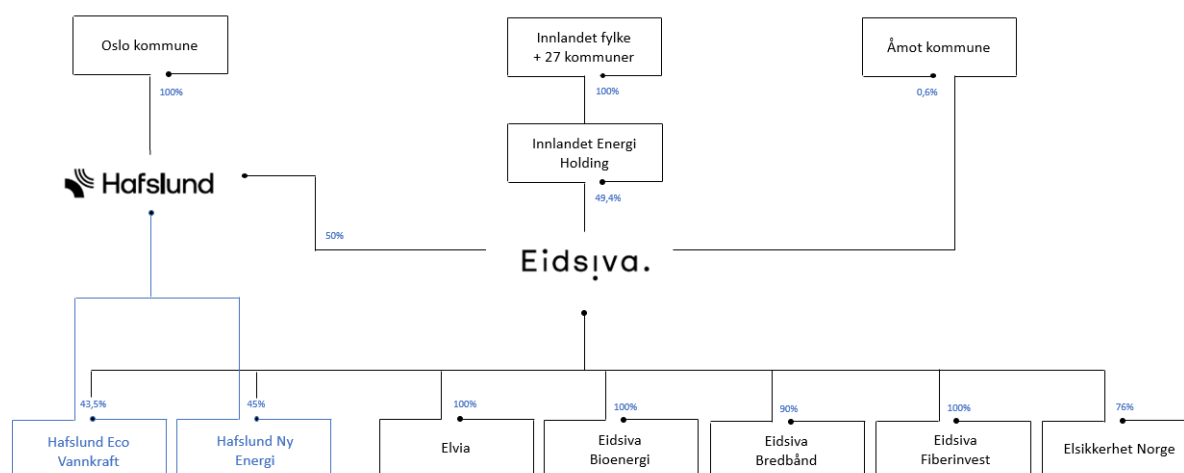 Oslo kommune
Innlandet fylke
+ 27 kommuner
Åmot kommune
100%
100%
0,6%
Innlandet Energi
Holding
Hafslund
49,4%
50%
Eidsiva.
43,5%
45%
100%
100%
90%
100%
76%
Hafslund Eco
Vannkraft
Hafslund Ny
Energi
Elvia
Eidsiva
Bioenergi
Eidsiva
Bredbånd
Eidsiva
Fiberinvest
Elsikkerhet Norge